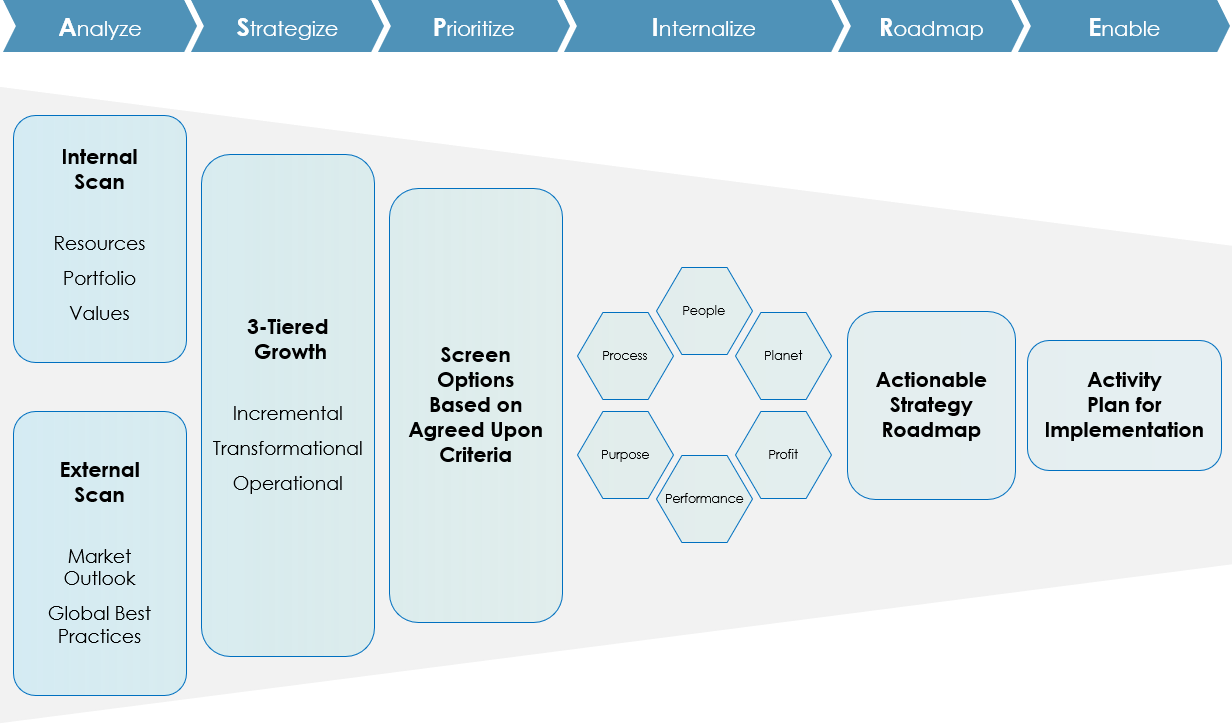 Analyze
Strategize
Prioritize
Internalize
Roadmap
Enable
Internal
Scan
Resources
Portfolio
Values
External
Scan
Market
Outlook
Global Best
Practices
3-Tiered
Growth
Incremental
Transformational
Operational
Screen
Options
Based on
Agreed Upon
Criteria
People
Process
Planet
Purpose
Profit
Performance
Actionable
Strategy
Roadmap
Activity
Plan for
Implementation